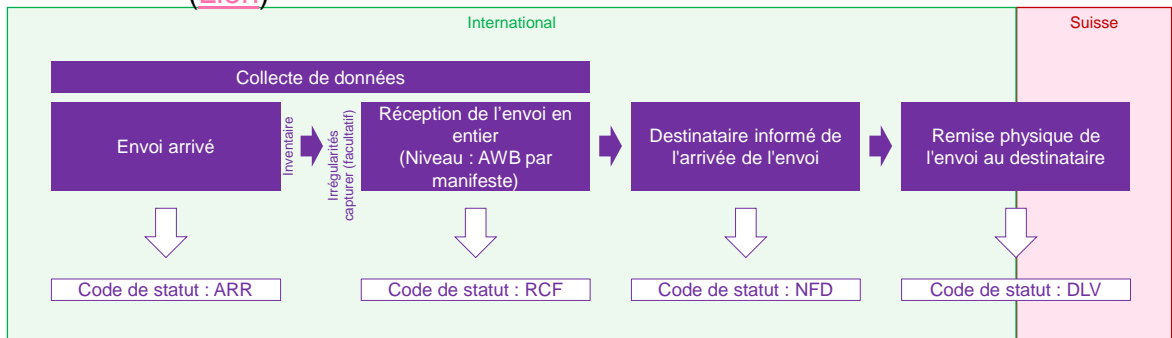 (Lien)
International
Suisse
Collecte de données
Envoi arrivé
Inventaire
Irrégularités
capturer (facultatif)
Réception de l'envoi en
entier
(Niveau : AWB par
manifeste)
Destinataire informé de
l'arrivée de l'envoi
Remise physique de
l'envoi au destinataire
Code de statut : ARR
Code de statut : RCF
Code de statut : NFD
Code de statut : DLV